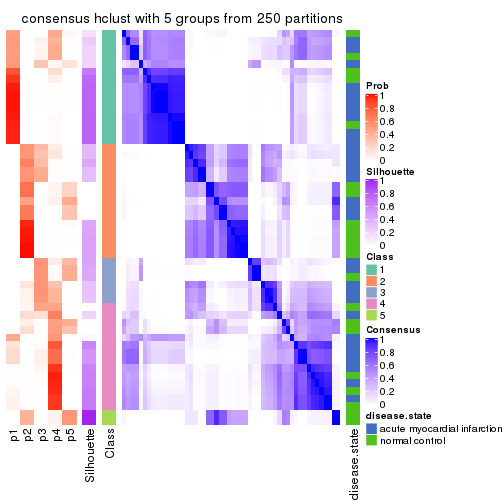 consensus hclust with 5 groups from 250 partitions
Prob
1
0.8
0.6
0.4
0.2
0
Silhouette
1
0.8
0.6
0.4
0.2
0
Class
1
2
3
4
5
Consensus
1
0.8
0.6
0.4
0.2
0
disease.state
acute myocardial infarction
normal control
p1
p2
p3
p4
p5
Silhouette
Class
disease.state